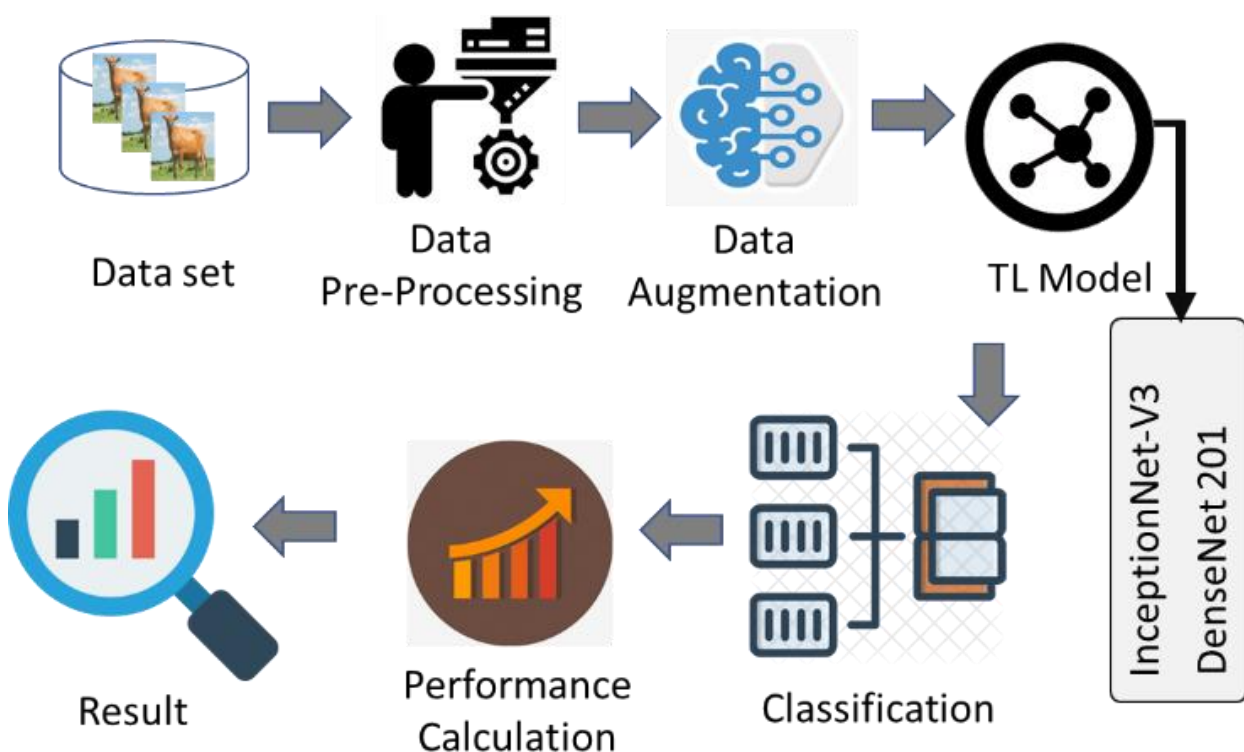 Data set
Data
Pre-Processing
Data
Augmentation
TL Model
InceptionNet-V3
DenseNet 201
Classification
Performance
Calculation
Result